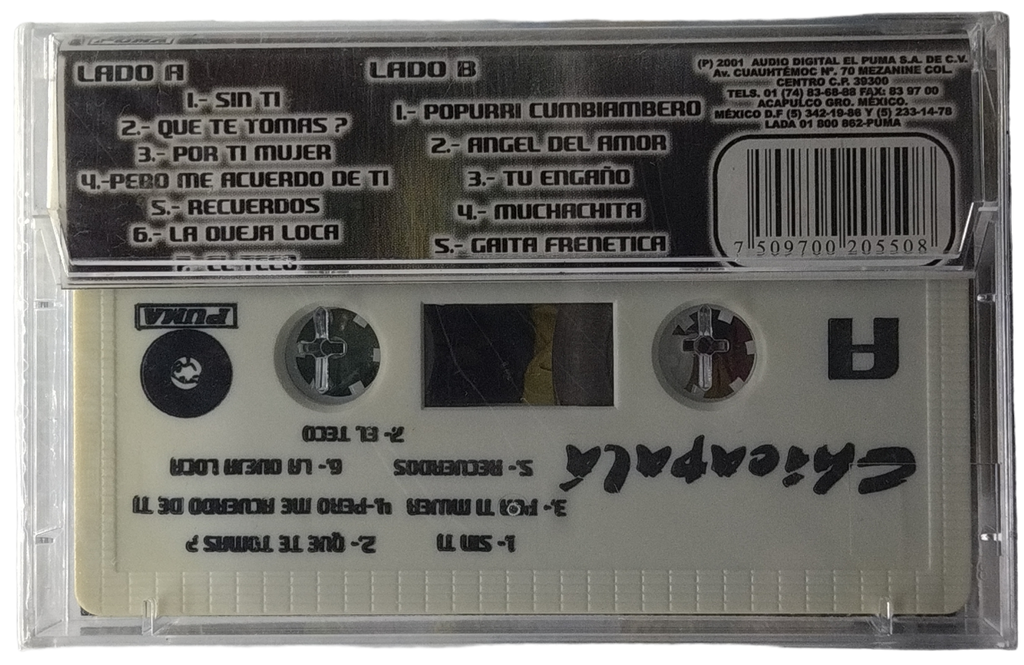 LADO A
1.- SIN TI
2.- QUE TE TOMAS ?
3.- POR TI MUJER
4.-PERO ME ACUERDO DE TI
5.- RECUERDOS
6.- LA OVEJA LOCA
7.- EL TECO
LADO B
1.- POPURRI CUMBIAMBERO
2.- ANGEL DEL AMOR
3.- TU ENGAÑO
4.- MUCHACHITA
5.- GAITA FRENETICA
(P) 2001 AUDIO DIGITAL EL PUMA S.A. DE C.V.
Av. CUAUHTÉMOC Nº. 70 MEZANINE COL.
CENTRO C.P. 39300
TELS. 01 (74) 83-68-88 FAX: 83 97 00
ACAPULCO GRO. MÉXICO.
MÉXICO D.F (5) 342-19-86 Y (5) 233-14-78
LADA 01 800 862-PUMA
7 509700 205508
1.- SIN TI 2.- QUE TE TOMAS ?
3.- POR TI MUJER 4.-PERO ME ACUERDO DE TI
5.- RECUERDOS 6.- LA OVEJA LOCA
7.- EL TECO
Chicapalá
A
PUMA